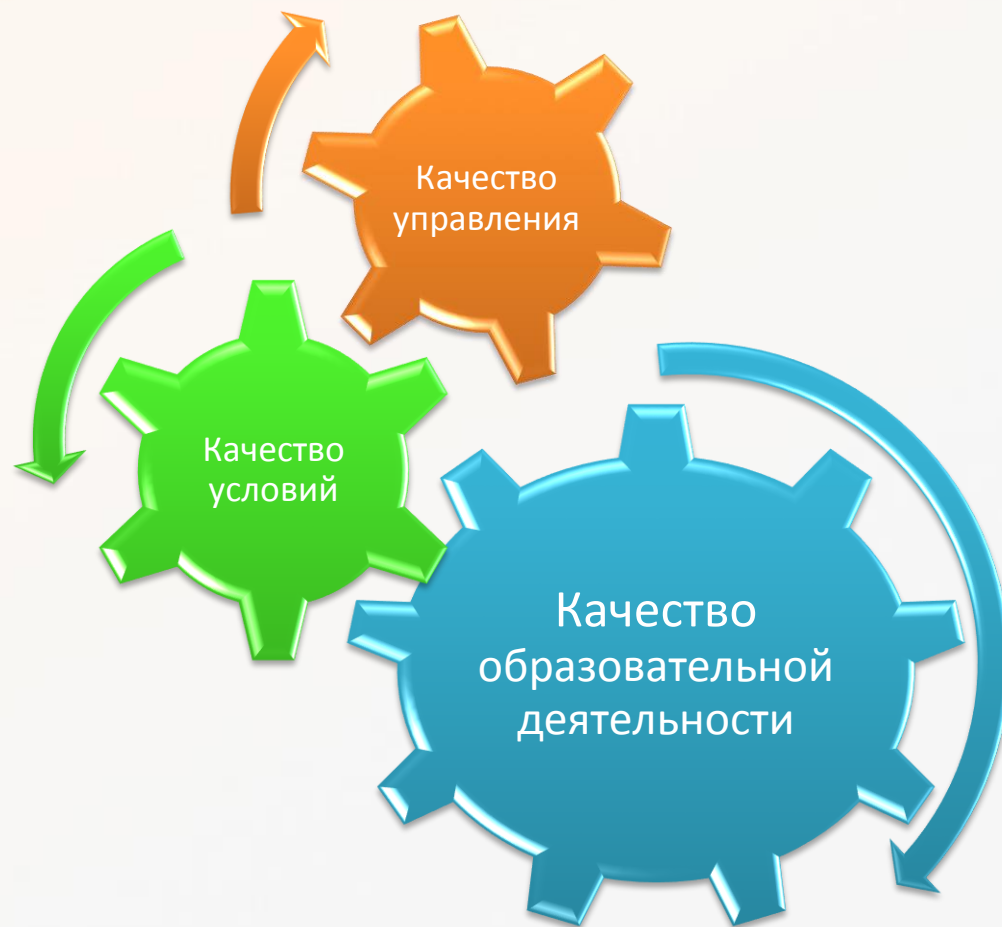 Качество
управления
Качество
условий
Качество
образовательной
деятельности